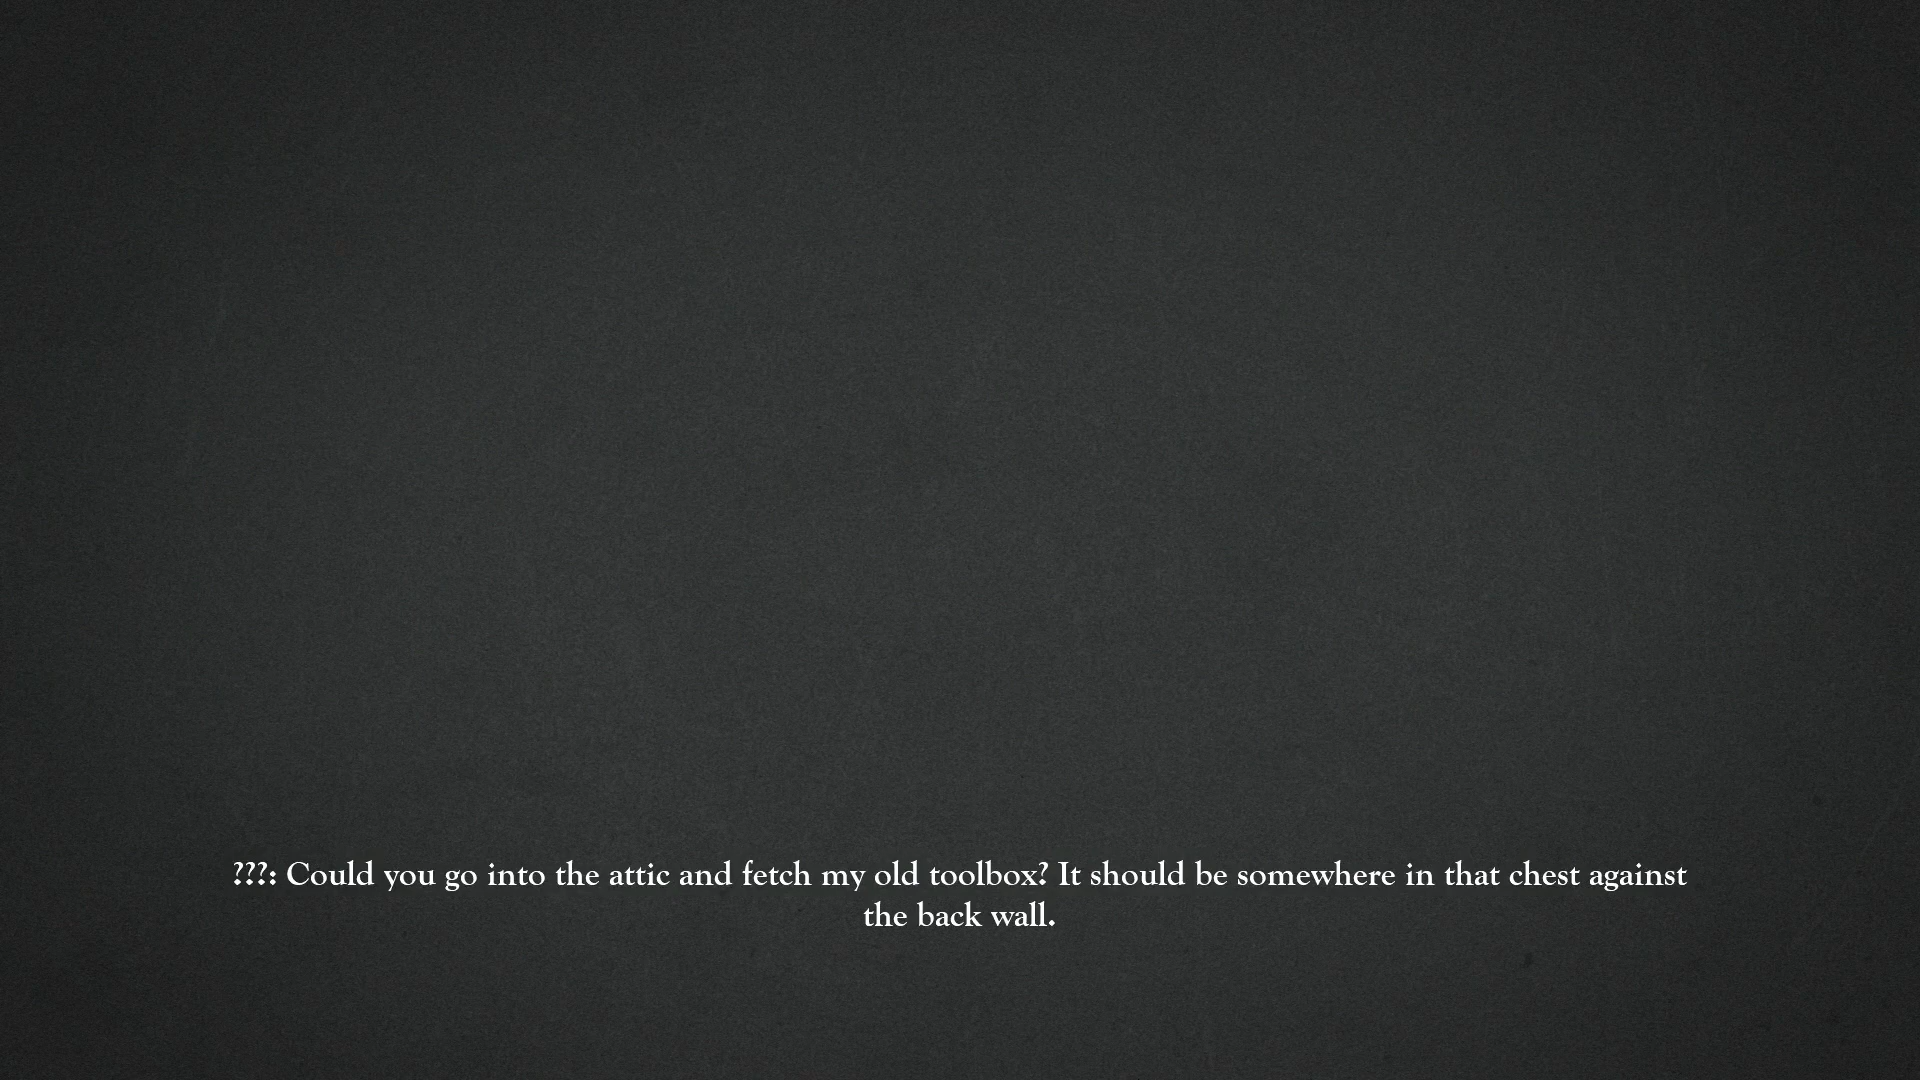 ???: Could you go into the attic and fetch my old toolbox? It should be somewhere in that chest against
the back wall.